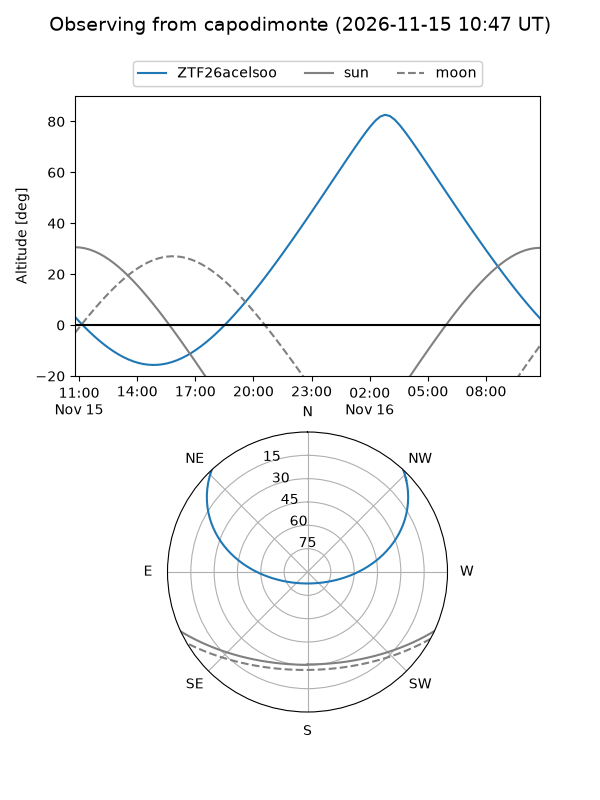 Observing from capodimonte (2026-11-15 10:47 UT)
ZTF26acelsoo
sun
moon
Altitude [deg]
80
60
40
20
0
−20
11:00
Nov 15
14:00
17:00
20:00
23:00
02:00
Nov 16
05:00
08:00
N
NE
NW
15
30
45
60
75
E
W
SE
SW
S